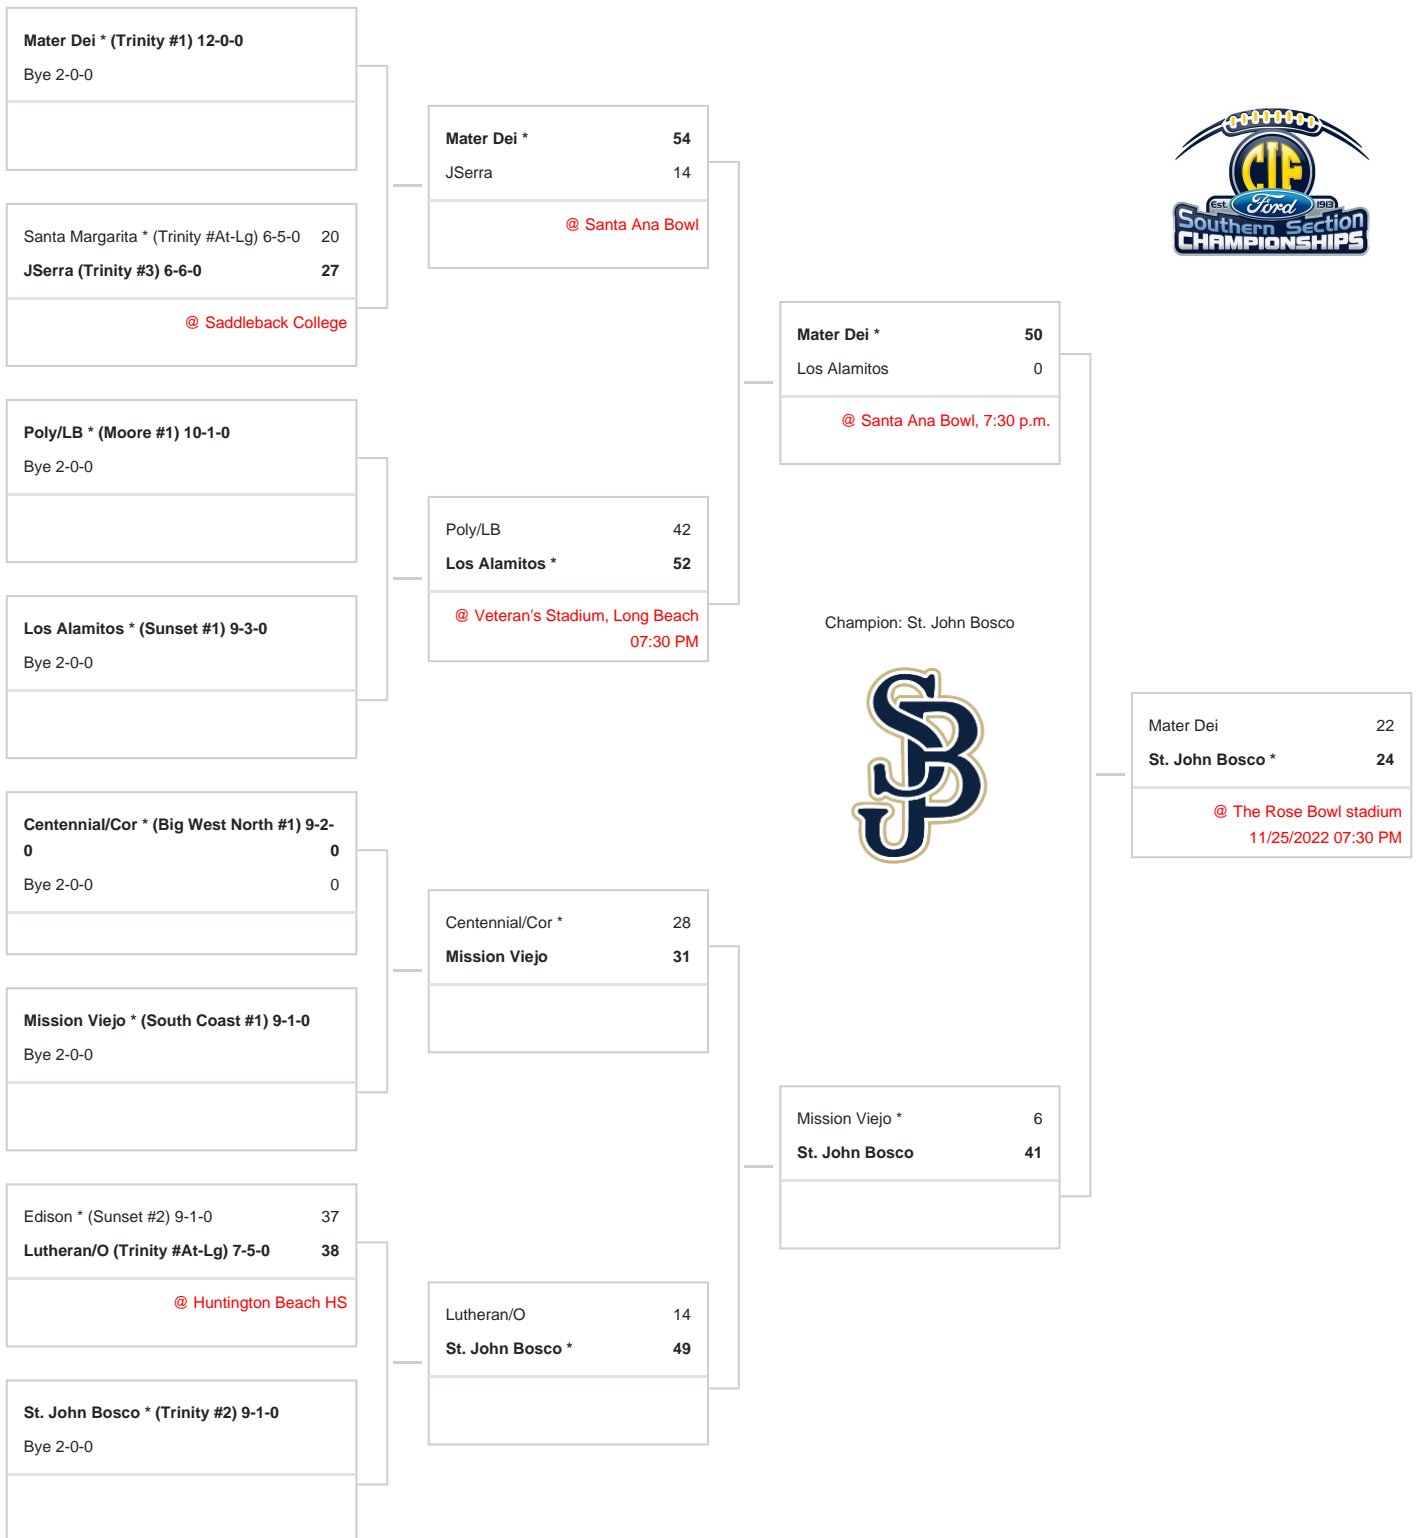 Mater Dei * (Trinity #1) 12-0-0
Bye 2-0-0
Santa Margarita * (Trinity #At-Lg) 6-5-0 20
JSerra (Trinity #3) 6-6-0 27
@ Saddleback College
Poly/LB * (Moore #1) 10-1-0
Bye 2-0-0
Los Alamitos * (Sunset #1) 9-3-0
Bye 2-0-0
Centennial/Cor * (Big West North #1) 9-2-
0 0
Bye 2-0-0 0
Mission Viejo * (South Coast #1) 9-1-0
Bye 2-0-0
Edison * (Sunset #2) 9-1-0 37
Lutheran/O (Trinity #At-Lg) 7-5-0 38
@ Huntington Beach HS
St. John Bosco * (Trinity #2) 9-1-0
Bye 2-0-0
Mater Dei * 54
JSerra 14
@ Santa Ana Bowl
Poly/LB 42
Los Alamitos * 52
@ Veteran's Stadium, Long Beach
07:30 PM
Centennial/Cor * 28
Mission Viejo 31
Lutheran/O 14
St. John Bosco * 49
Mater Dei * 50
Los Alamitos 0
@ Santa Ana Bowl, 7:30 p.m.
Mission Viejo * 6
St. John Bosco 41
Champion: St. John Bosco
SJB
Mater Dei 22
St. John Bosco * 24
@ The Rose Bowl stadium
11/25/2022 07:30 PM
CIF
Est. Ford 1913
Southern Section
CHAMPIONSHIPS